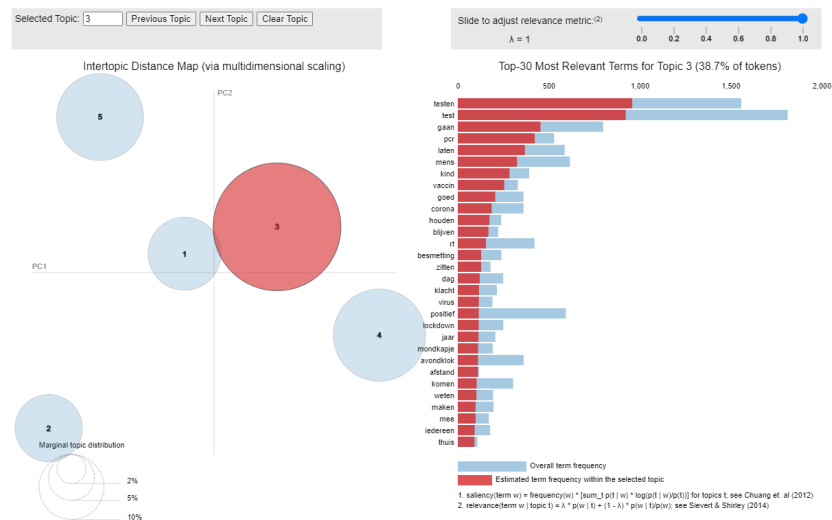 Selected Topic: 3 Previous Topic Next Topic Clear Topic
Slide to adjust relevance metric:(2)
λ = 1
0.0 0.2 0.4 0.6 0.8 1.0
Intertopic Distance Map (via multidimensional scaling)
PC2
PC1
5
3
1
4
2
Marginal topic distribution
2%
5%
10%
Top-30 Most Relevant Terms for Topic 3 (38.7% of tokens)
0 500 1,000 1,500 2,000
testen
test
gaan
pcr
laten
mens
kind
vaccin
goed
corona
houden
blijven
rt
besmetting
zitten
dag
klacht
virus
positief
lockdown
jaar
mondkapje
avondklok
afstand
komen
weten
maken
mee
iedereen
thuis
Overall term frequency
Estimated term frequency within the selected topic
1. saliency(term w) = frequency(w) * [sum_t p(t | w) * log(p(t | w)/p(t))] for topics t; see Chuang et. al (2012)
2. relevance(term w | topic t) = λ * p(w | t) + (1 - λ) * p(w | t)/p(w); see Sievert & Shirley (2014)